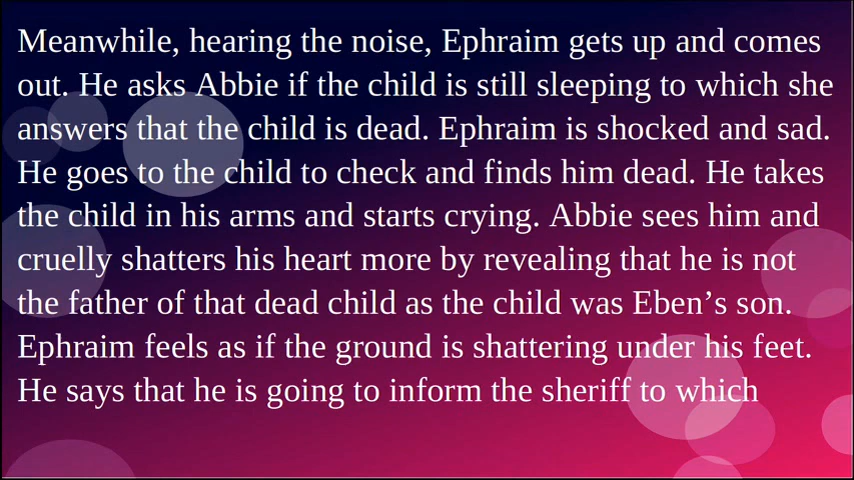 Meanwhile, hearing the noise, Ephraim gets up and comes
out. He asks Abbie if the child is still sleeping to which she
answers that the child is dead. Ephraim is shocked and sad.
He goes to the child to check and finds him dead. He takes
the child in his arms and starts crying. Abbie sees him and
cruelly shatters his heart more by revealing that he is not
the father of that dead child as the child was Eben’s son.
Ephraim feels as if the ground is shattering under his feet.
He says that he is going to inform the sheriff to which